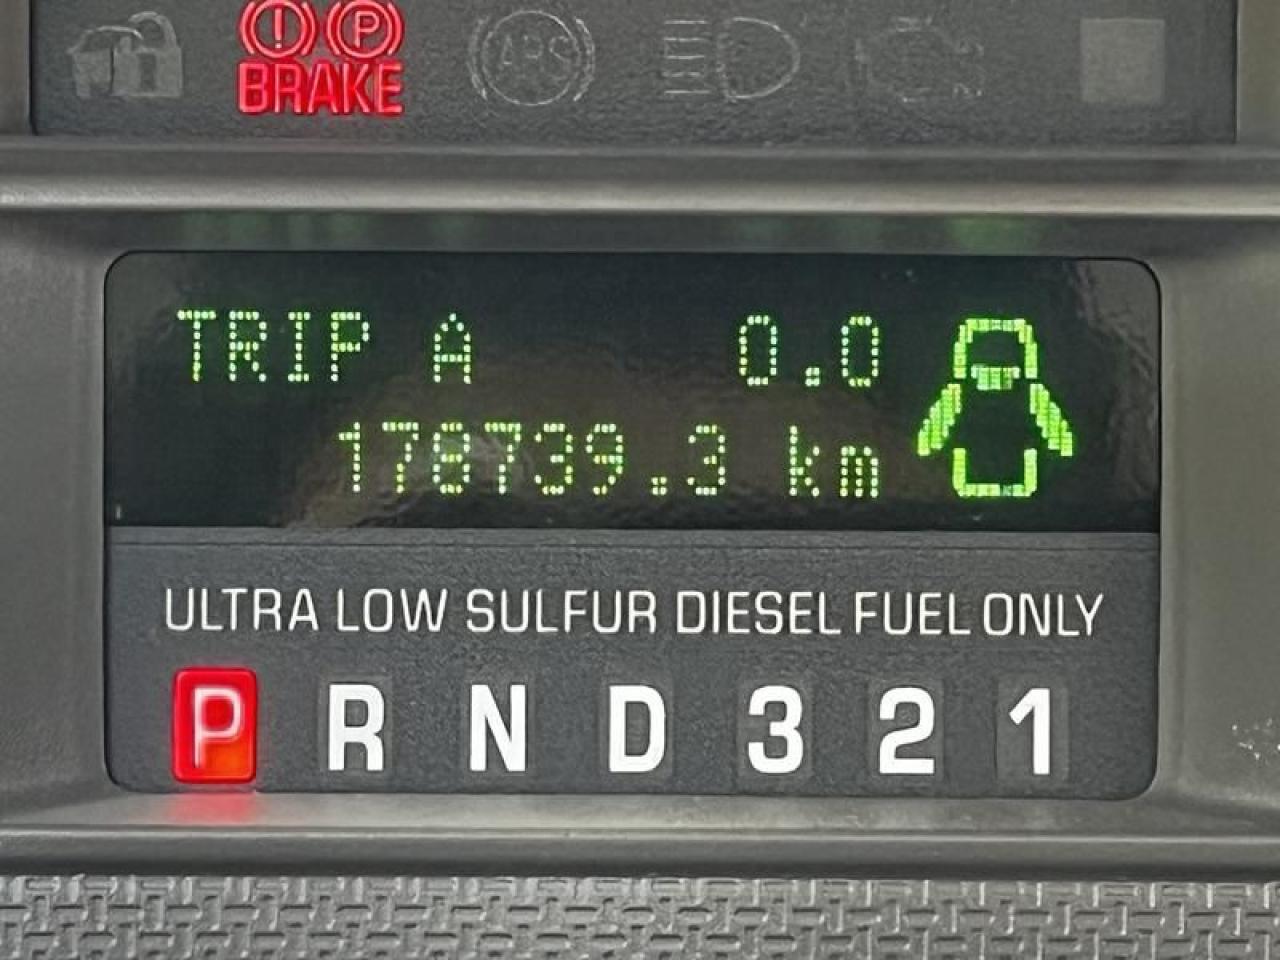 ! P
BRAKE
ABS
TRIP A 0.0
178739.3 km
ULTRA LOW SULFUR DIESEL FUEL ONLY
P R N D 3 2 1